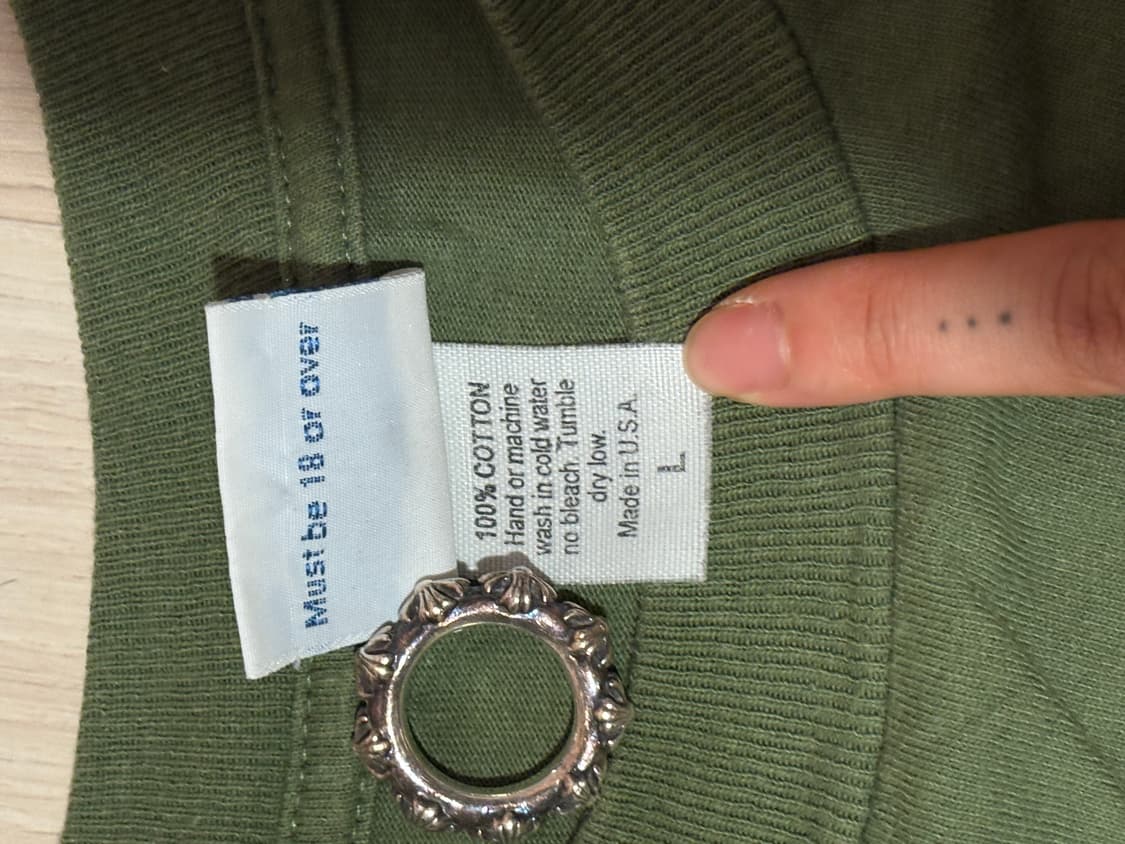 Must be 18 or over
100% COTTON
Hand or machine
wash in cold water
no bleach. Tumble
dry low.
Made in U.S.A.
L